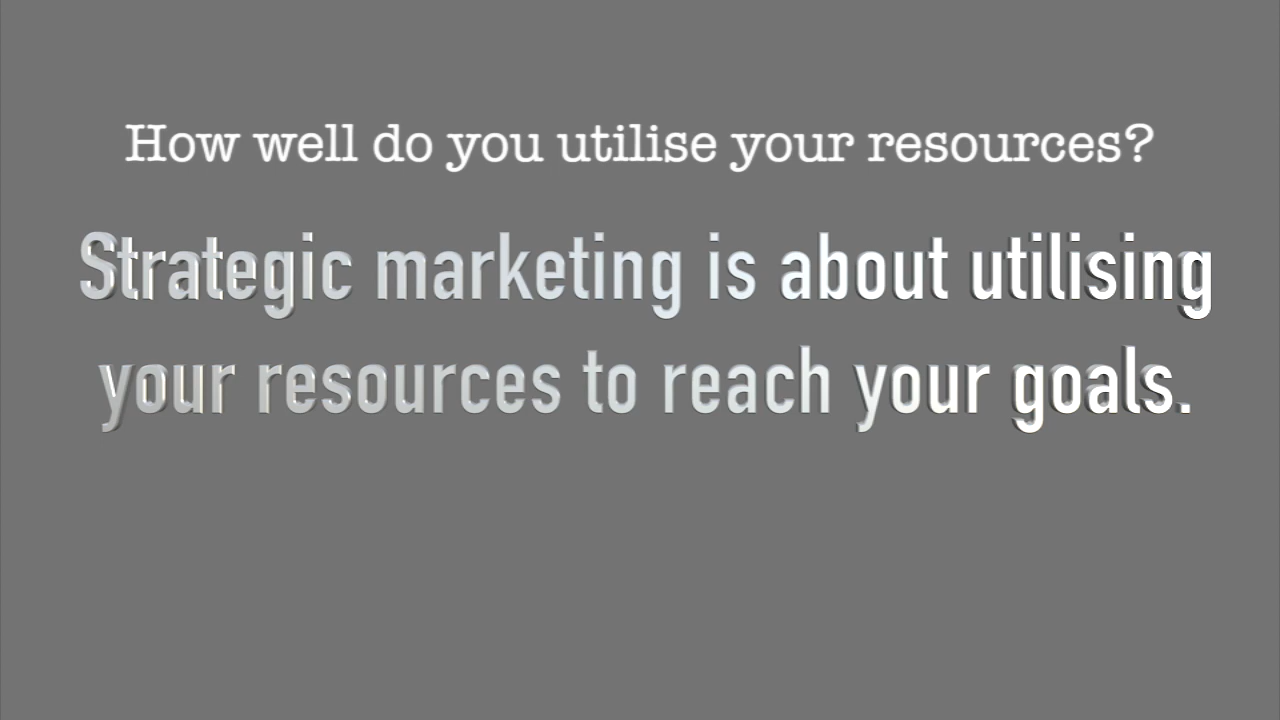 How well do you utilise your resources?
Strategic marketing is about utilising
your resources to reach your goals.